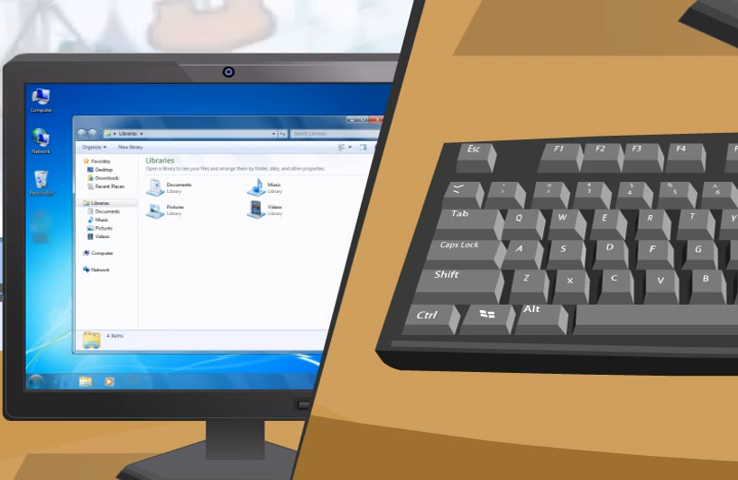 Computer
Network
Libraries
Organize
New library
Favorites
Desktop
Downloads
Recent Places
Libraries
Documents
Music
Pictures
Videos
Computer
Network
Libraries
Open a library to see your files and arrange them by folder, date, and other properties.
Documents
Library
Music
Library
Pictures
Library
Videos
Library
4 items
Esc F1 F2 F3 F4
Tab Q W E R T Y
Caps Lock A S D F G
Shift Z X C V B
Ctrl Alt